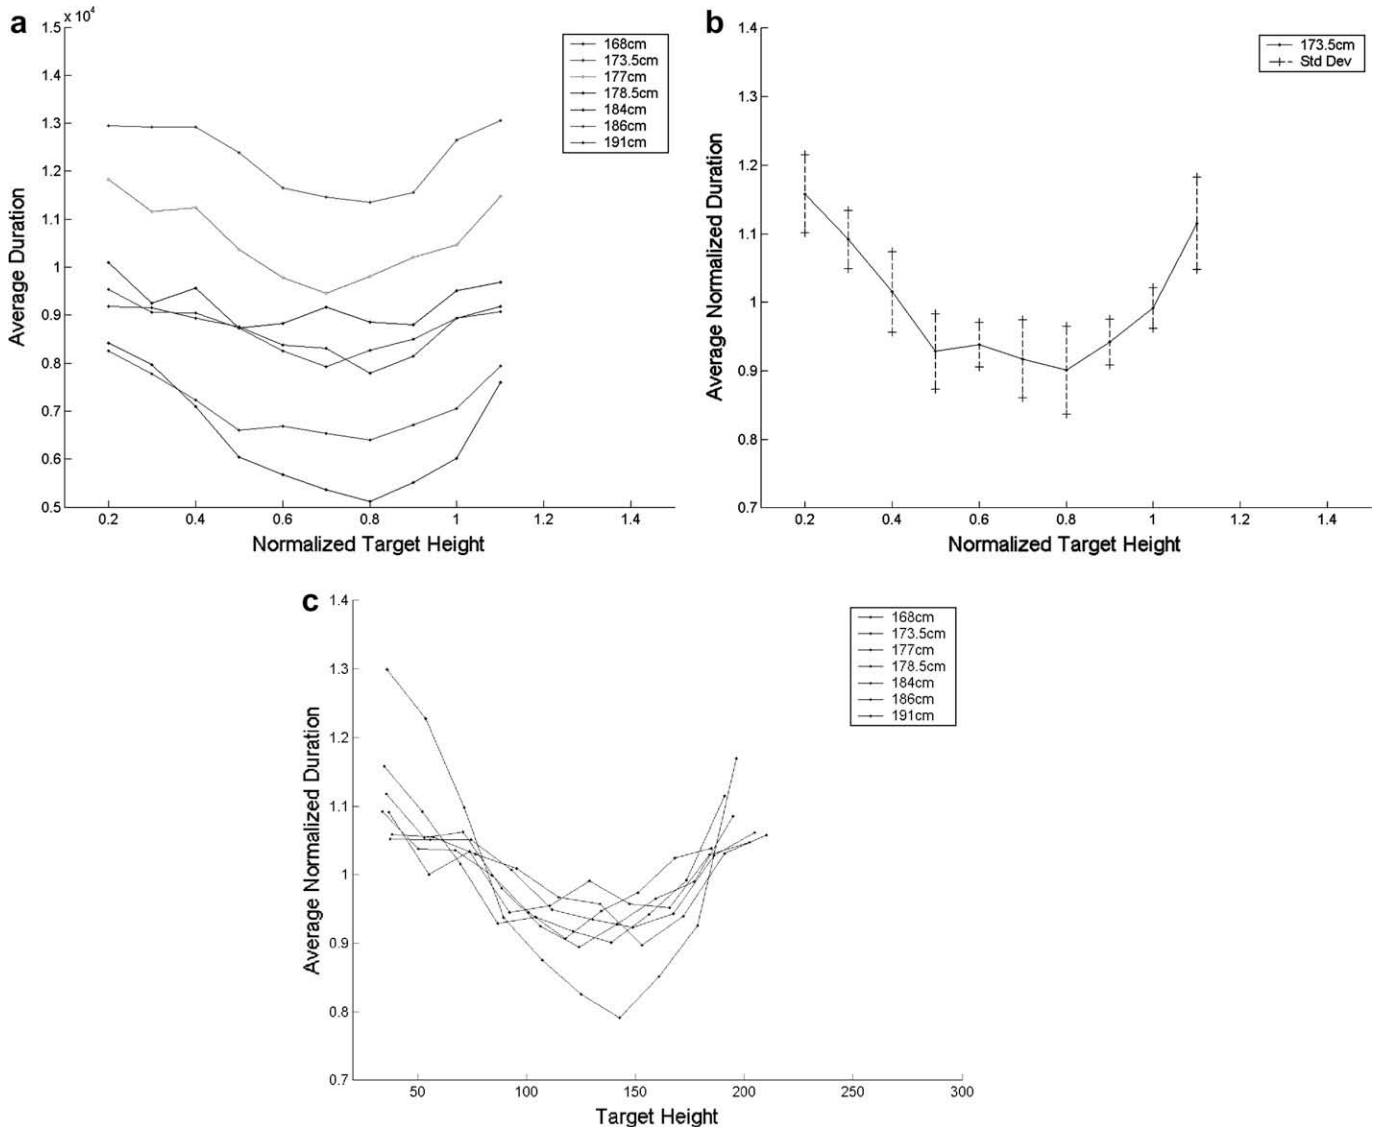 a
x 10⁴
1.5
1.4
1.3
1.2
1.1
1
0.9
0.8
0.7
0.6
0.5
Average Duration
0.2
0.4
0.6
0.8
1
1.2
1.4
Normalized Target Height
168cm
173.5cm
177cm
178.5cm
184cm
186cm
191cm
b
1.4
1.3
1.2
1.1
1
0.9
0.8
0.7
Average Normalized Duration
0.2
0.4
0.6
0.8
1
1.2
1.4
Normalized Target Height
173.5cm
Std Dev
c
1.4
1.3
1.2
1.1
1
0.9
0.8
0.7
Average Normalized Duration
50
100
150
200
250
300
Target Height
168cm
173.5cm
177cm
178.5cm
184cm
186cm
191cm